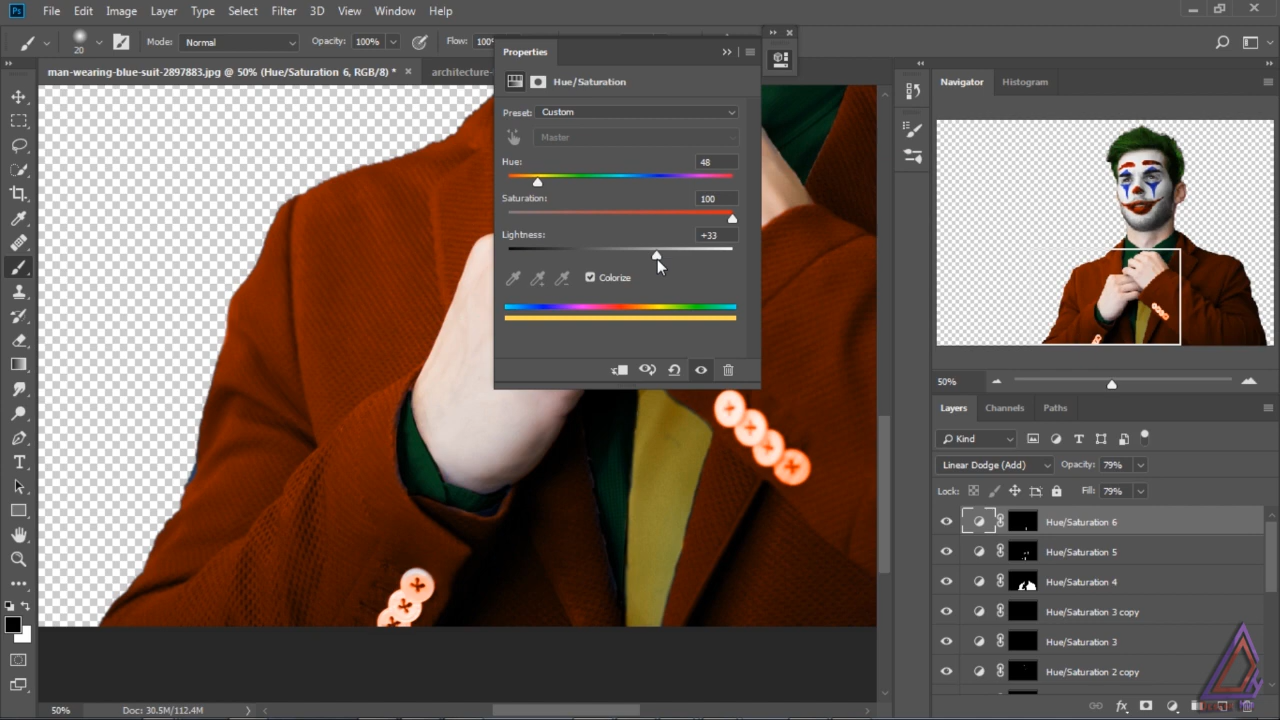 Ps File Edit Image Layer Type Select Filter 3D View Window Help
20 Mode: Normal Opacity: 100% Flow: 100
man-wearing-blue-suit-2897883.jpg @ 50% (Hue/Saturation 6, RGB/8) * × architecture-
Properties
Hue/Saturation
Preset: Custom
Master
Hue: 48
Saturation: 100
Lightness: +33
Colorize
Navigator Histogram
50%
Layers Channels Paths
Kind
Linear Dodge (Add) Opacity: 79%
Lock: Fill: 79%
Hue/Saturation 6
Hue/Saturation 5
Hue/Saturation 4
Hue/Saturation 3 copy
Hue/Saturation 3
Hue/Saturation 2 copy
fx
50% Doc: 30.5M/112.4M